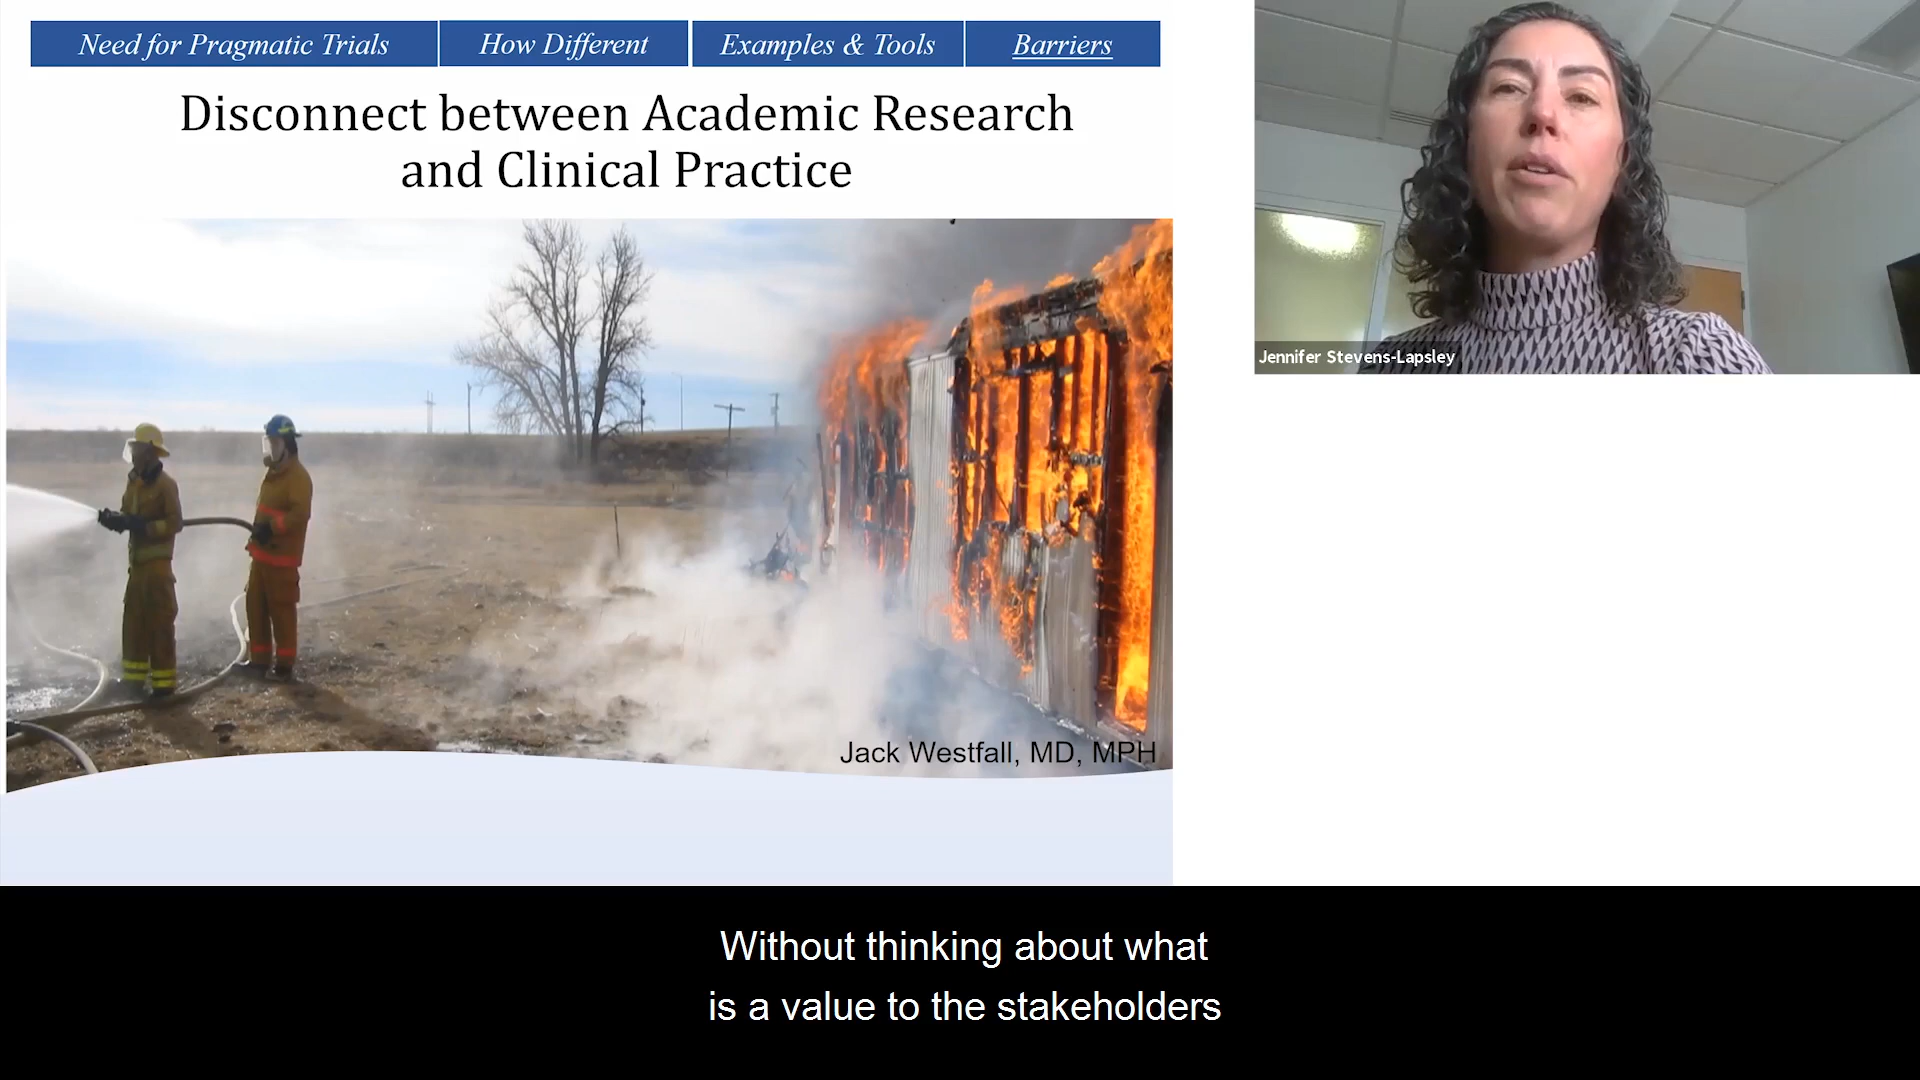 Need for Pragmatic Trials
How Different
Examples & Tools
Barriers
Disconnect between Academic Research
and Clinical Practice
Jack Westfall, MD, MPH
Jennifer Stevens-Lapsley
Without thinking about what
is a value to the stakeholders